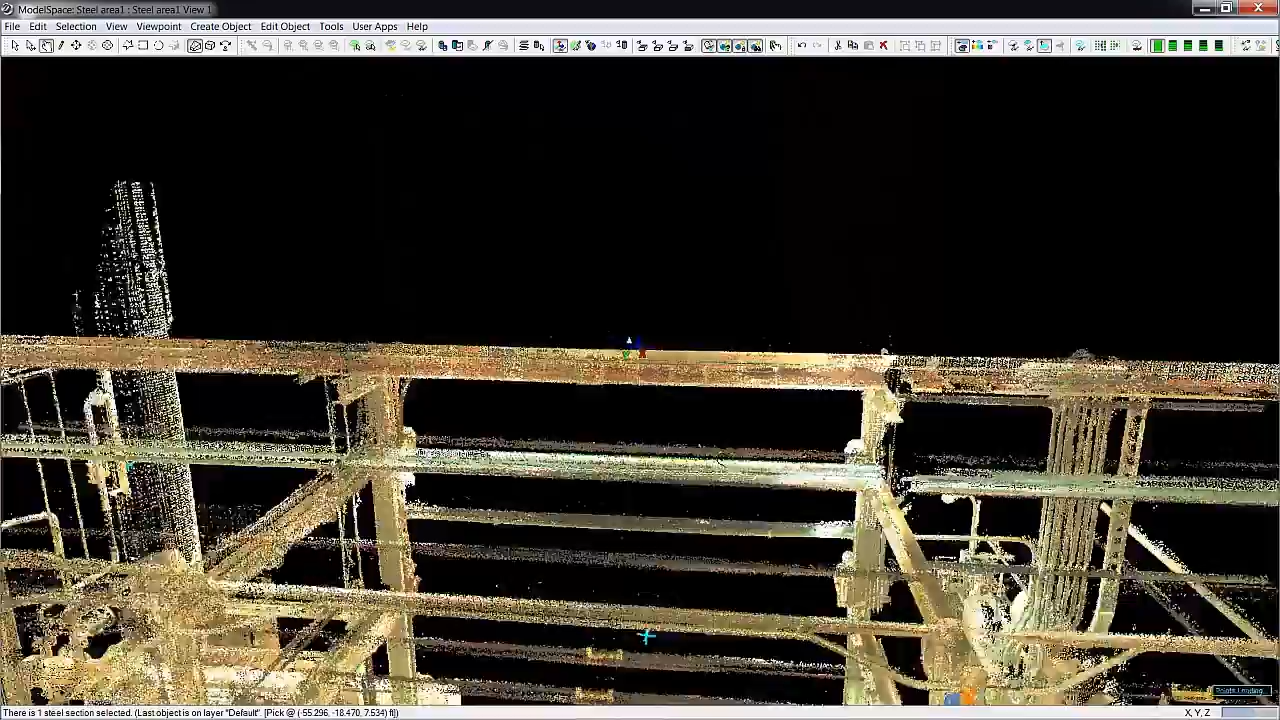 ModelSpace: Steel area1 : Steel area1 View 1
File Edit Selection View Viewpoint Create Object Edit Object Tools User Apps Help
Points Loading
There is 1 steel section selected. (Last object is on layer "Default". [Pick @ (-55.296, -18.470, 7.534) ft])
X, Y, Z